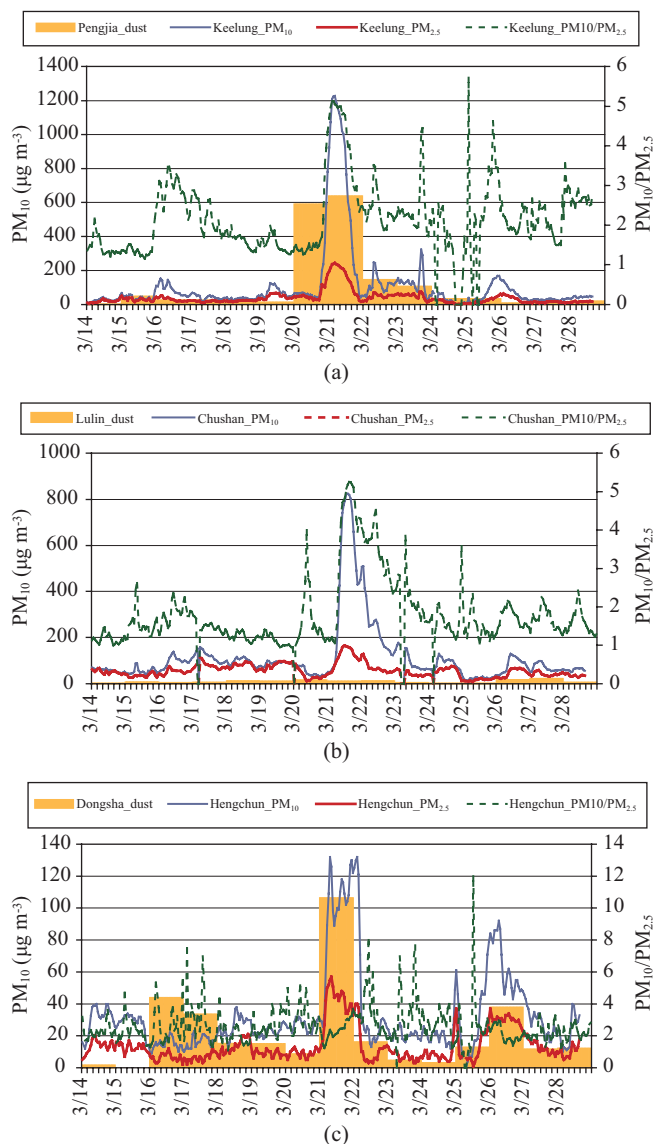 Pengjia_dust Keelung_PM10 Keelung_PM2.5 Keelung_PM10/PM2.5
1400 1200 1000 800 600 400 200 0
PM10 (μg m-3)
6 5 4 3 2 1 0
PM10/PM2.5
3/14 3/15 3/16 3/17 3/18 3/19 3/20 3/21 3/22 3/23 3/24 3/25 3/26 3/27 3/28
(a)
Lulin_dust Chushan_PM10 Chushan_PM2.5 Chushan_PM10/PM2.5
1000 800 600 400 200 0
PM10 (μg m-3)
6 5 4 3 2 1 0
PM10/PM2.5
3/14 3/15 3/16 3/17 3/18 3/19 3/20 3/21 3/22 3/23 3/24 3/25 3/26 3/27 3/28
(b)
Dongsha_dust Hengchun_PM10 Hengchun_PM2.5 Hengchun_PM10/PM2.5
140 120 100 80 60 40 20 0
PM10 (μg m-3)
14 12 10 8 6 4 2 0
PM10/PM2.5
3/14 3/15 3/16 3/17 3/18 3/19 3/20 3/21 3/22 3/23 3/24 3/25 3/26 3/27 3/28
(c)